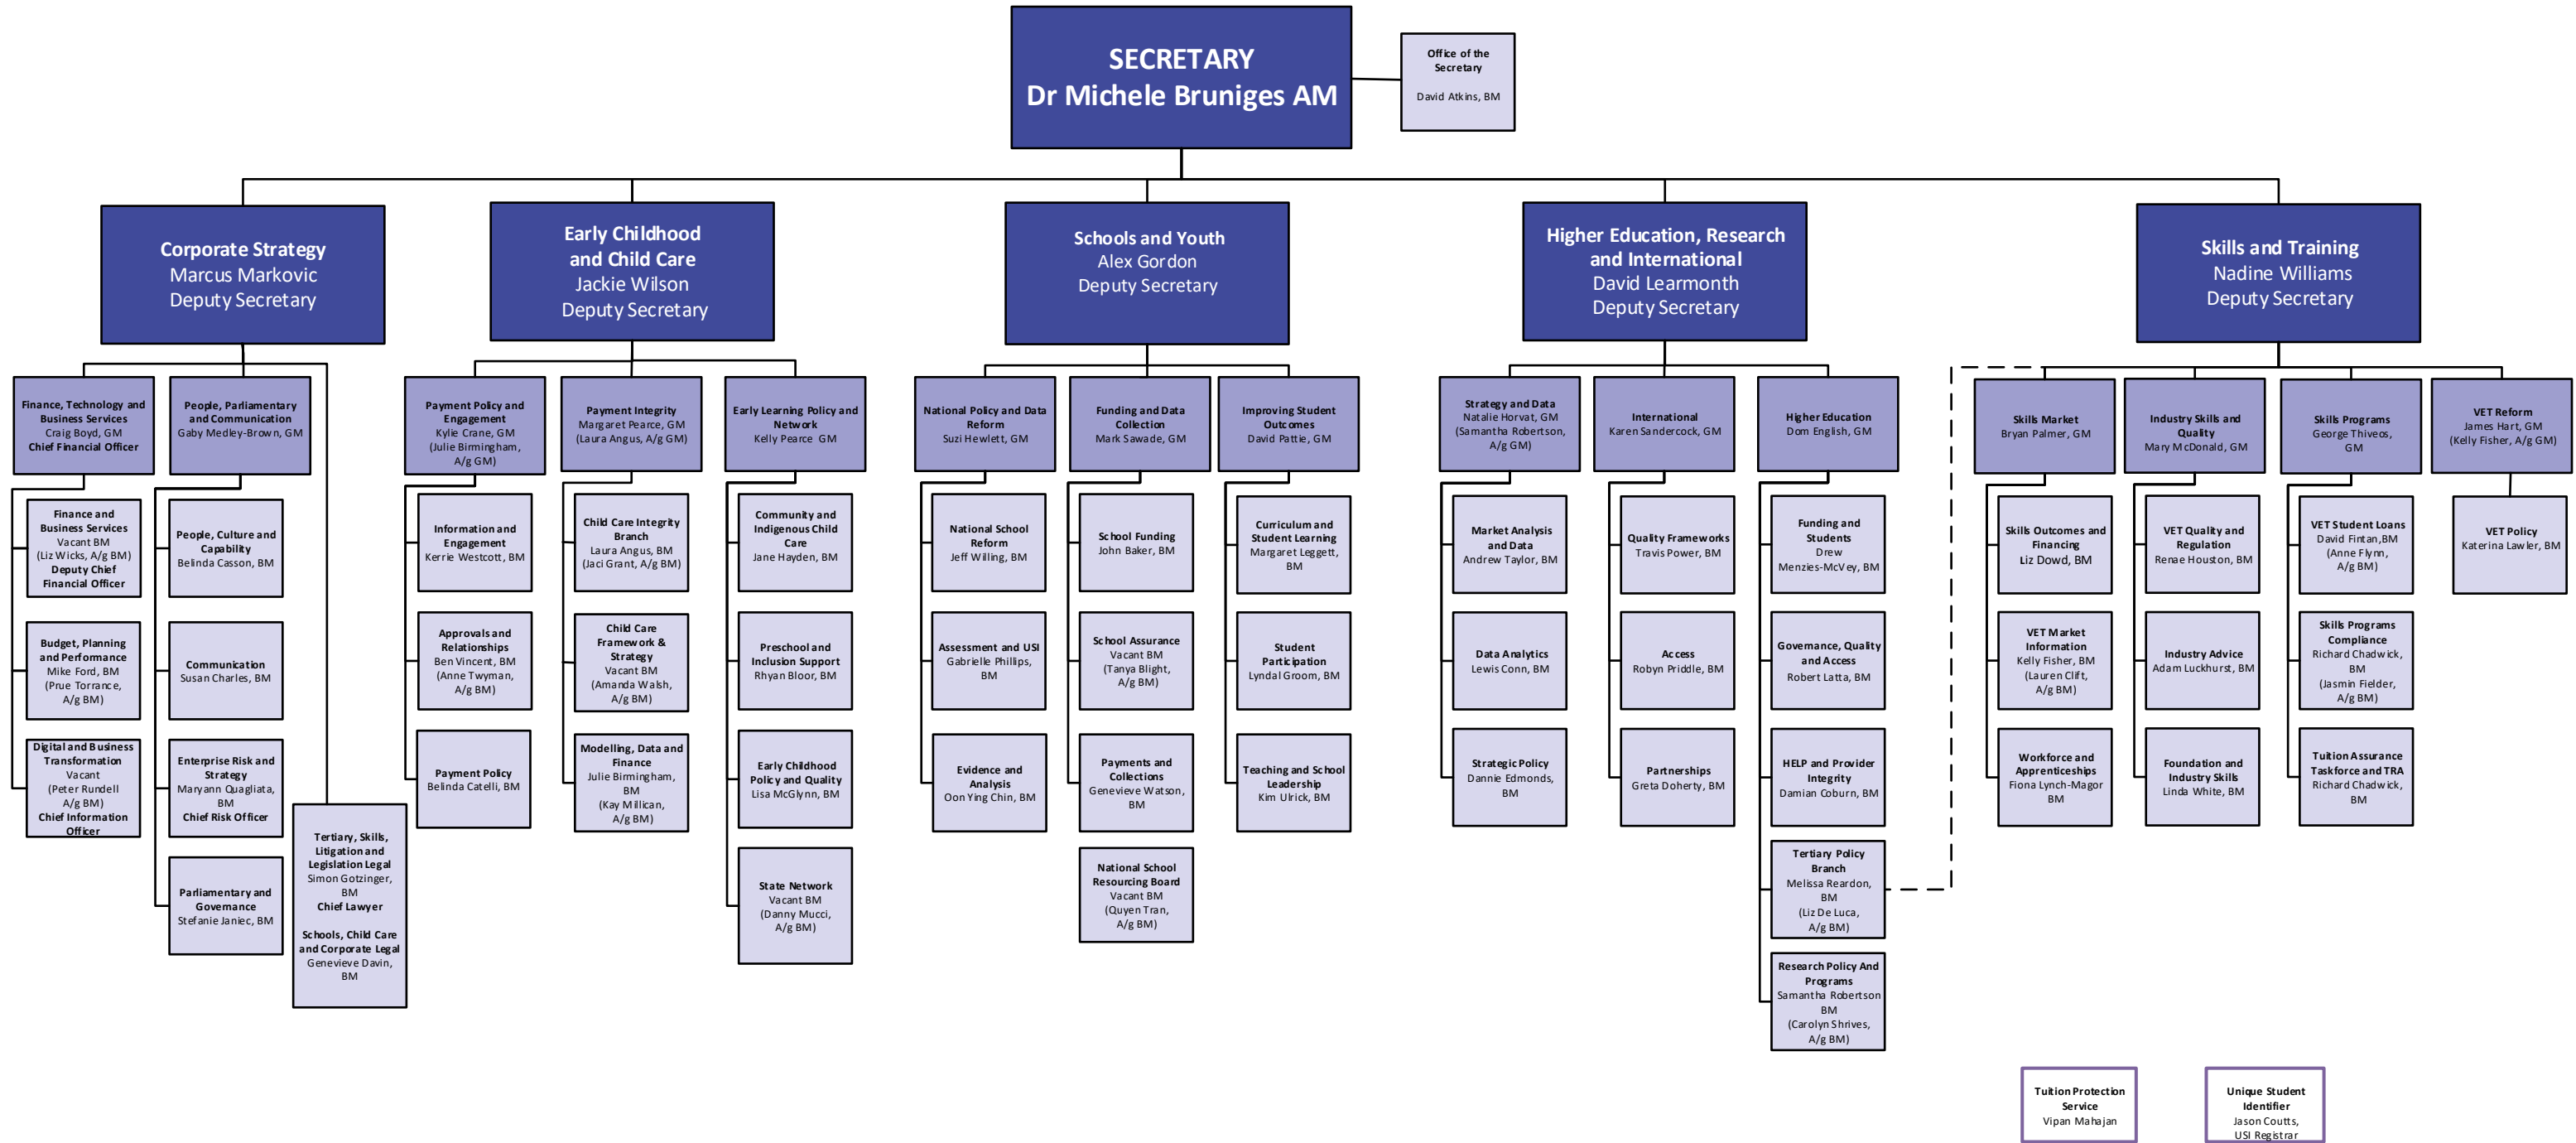 SECRETARY
Dr Michele Bruniges AM
Office of the
Secretary
David Atkins, BM
Corporate Strategy
Marcus Markovic
Deputy Secretary
Early Childhood
and Child Care
Jackie Wilson
Deputy Secretary
Schools and Youth
Alex Gordon
Deputy Secretary
Higher Education, Research
and International
David Learmonth
Deputy Secretary
Skills and Training
Nadine Williams
Deputy Secretary
Finance, Technology and
Business Services
Craig Boyd, GM
Chief Financial Officer
People, Parliamentary
and Communication
Gaby Medley-Brown, GM
Payment Policy and
Engagement
Kylie Crane, GM
(Julie Birmingham,
A/g GM)
Payment Integrity
Margaret Pearce, GM
(Laura Angus, A/g GM)
Early Learning Policy and
Network
Kelly Pearce GM
National Policy and Data
Reform
Suzi Hewlett, GM
Funding and Data
Collection
Mark Sawade, GM
Improving Student
Outcomes
David Pattie, GM
Strategy and Data
Natalie Horvat, GM
(Samantha Robertson,
A/g GM)
International
Karen Sandercock, GM
Higher Education
Dom English, GM
Skills Market
Bryan Palmer, GM
Industry Skills and
Quality
Mary McDonald, GM
Skills Programs
George Thiveos,
GM
VET Reform
James Hart, GM
(Kelly Fisher, A/g GM)
Finance and
Business Services
Vacant BM
(Liz Wicks, A/g BM)
Deputy Chief
Financial Officer
Budget, Planning
and Performance
Mike Ford, BM
(Prue Torrance,
A/g BM)
Digital and Business
Transformation
Vacant
(Peter Rundell
A/g BM)
Chief Information
Officer
People, Culture and
Capability
Belinda Casson, BM
Communication
Susan Charles, BM
Enterprise Risk and
Strategy
Maryann Quagliata,
BM
Chief Risk Officer
Parliamentary and
Governance
Stefanie Janiec, BM
Tertiary, Skills,
Litigation and
Legislation Legal
Simon Gotzinger,
BM
Chief Lawyer
Schools, Child Care
and Corporate Legal
Genevieve Davin,
BM
Information and
Engagement
Kerrie Westcott, BM
Approvals and
Relationships
Ben Vincent, BM
(Anne Twyman,
A/g BM)
Payment Policy
Belinda Catelli, BM
Child Care Integrity
Branch
Laura Angus, BM
(Jaci Grant, A/g BM)
Child Care
Framework &
Strategy
Vacant BM
(Amanda Walsh,
A/g BM)
Modelling, Data and
Finance
Julie Birmingham,
BM
(Kay Millican,
A/g BM)
Community and
Indigenous Child
Care
Jane Hayden, BM
Preschool and
Inclusion Support
Rhyan Bloor, BM
Early Childhood
Policy and Quality
Lisa McGlynn, BM
State Network
Vacant BM
(Danny Mucci,
A/g BM)
National School
Reform
Jeff Willing, BM
Assessment and USI
Gabrielle Phillips,
BM
Evidence and
Analysis
Oon Ying Chin, BM
School Funding
John Baker, BM
School Assurance
Vacant BM
(Tanya Blight,
A/g BM)
Payments and
Collections
Genevieve Watson,
BM
National School
Resourcing Board
Vacant BM
(Quyen Tran,
A/g BM)
Curriculum and
Student Learning
Margaret Leggett,
BM
Student
Participation
Lyndal Groom, BM
Teaching and School
Leadership
Kim Ulrick, BM
Market Analysis
and Data
Andrew Taylor, BM
Data Analytics
Lewis Conn, BM
Strategic Policy
Dannie Edmonds,
BM
Quality Frameworks
Travis Power, BM
Access
Robyn Priddle, BM
Partnerships
Greta Doherty, BM
Funding and
Students
Drew
Menzies-McVey, BM
Governance, Quality
and Access
Robert Latta, BM
HELP and Provider
Integrity
Damian Coburn, BM
Tertiary Policy
Branch
Melissa Reardon,
BM
(Liz De Luca,
A/g BM)
Research Policy And
Programs
Samantha Robertson
BM
(Carolyn Shrives,
A/g BM)
Skills Outcomes and
Financing
Liz Dowd, BM
VET Market
Information
Kelly Fisher, BM
(Lauren Clift,
A/g BM)
Workforce and
Apprenticeships
Fiona Lynch-Magor
BM
VET Quality and
Regulation
Renae Houston, BM
Industry Advice
Adam Luckhurst, BM
Foundation and
Industry Skills
Linda White, BM
VET Student Loans
David Fintan,BM
(Anne Flynn,
A/g BM)
Skills Programs
Compliance
Richard Chadwick,
BM
(Jasmin Fielder,
A/g BM)
Tuition Assurance
Taskforce and TRA
Richard Chadwick,
BM
VET Policy
Katerina Lawler, BM
Tuition Protection
Service
Vipan Mahajan
Unique Student
Identifier
Jason Coutts,
USI Registrar